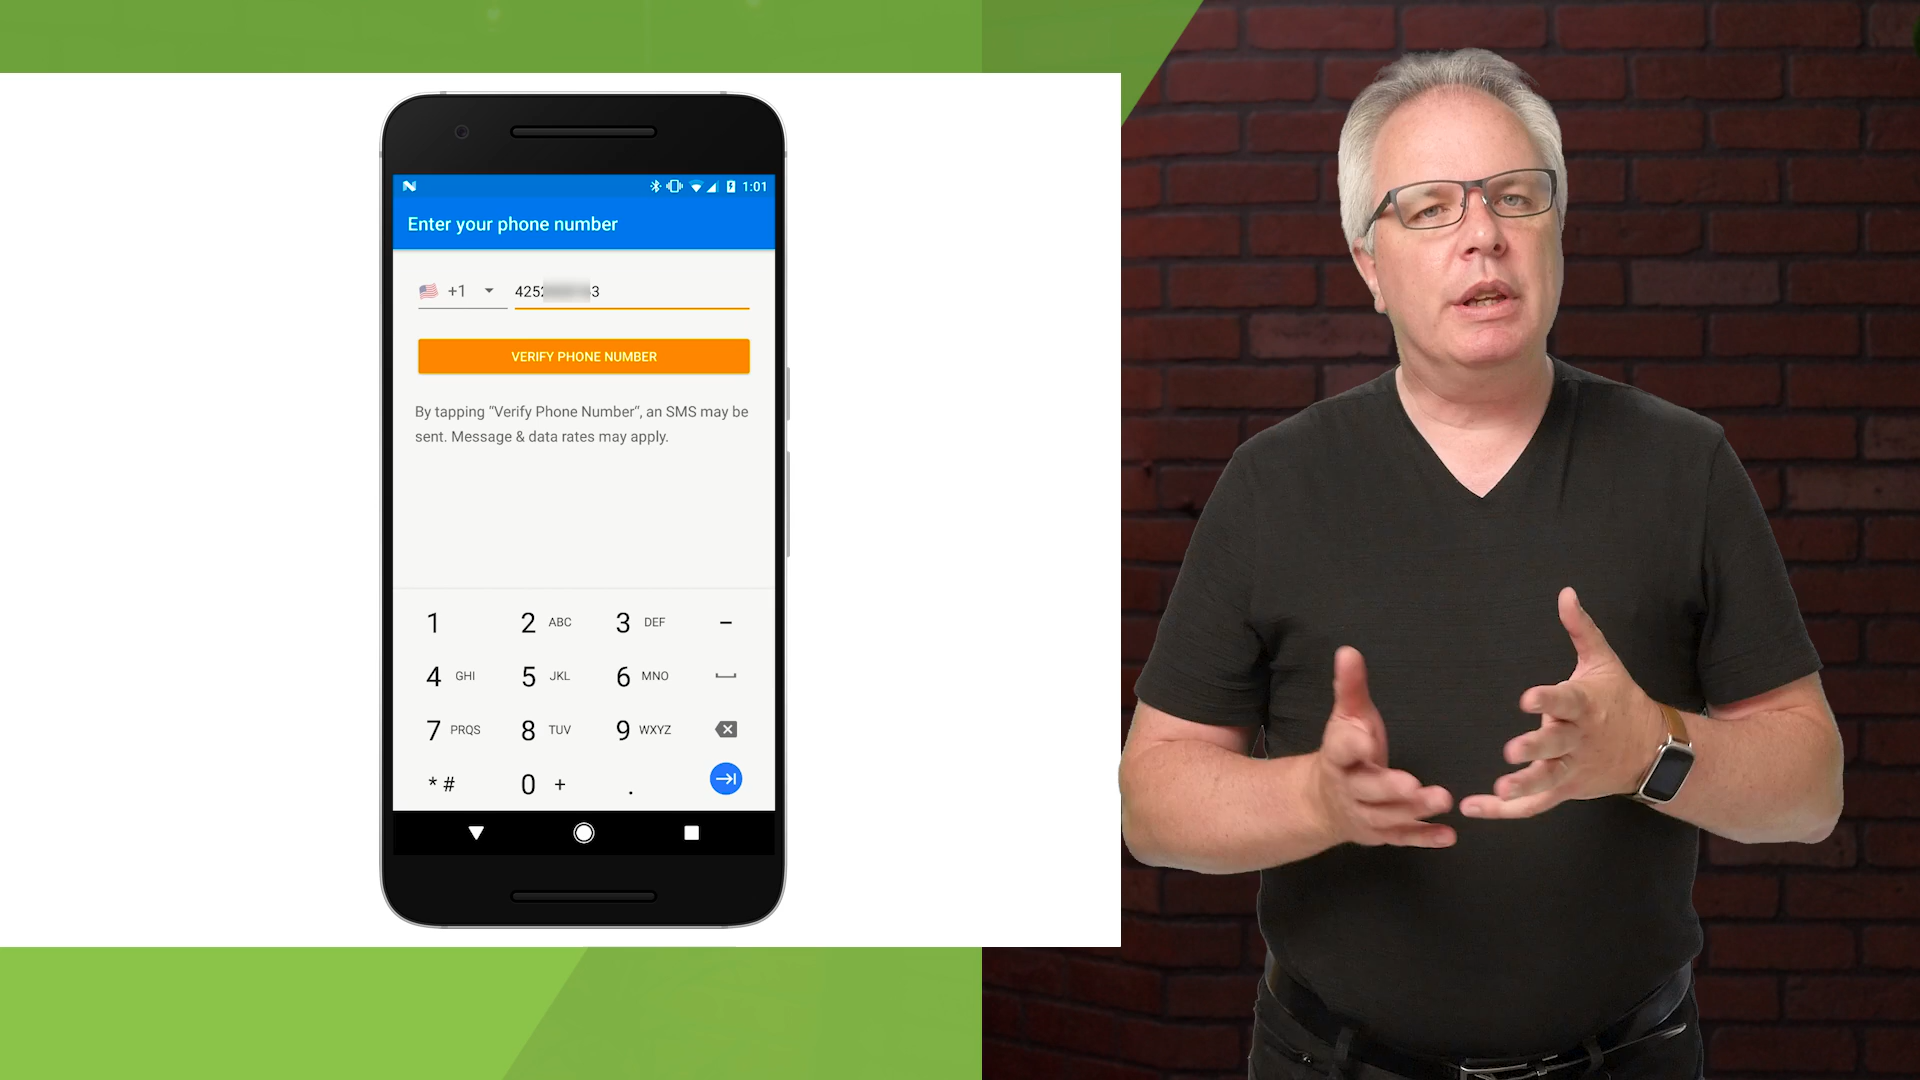 1:01
Enter your phone number
+1 425 3
VERIFY PHONE NUMBER
By tapping “Verify Phone Number“, an SMS may be
sent. Message & data rates may apply.
1 2 ABC 3 DEF –
4 GHI 5 JKL 6 MNO
7 PRQS 8 TUV 9 WXYZ
* # 0 + .